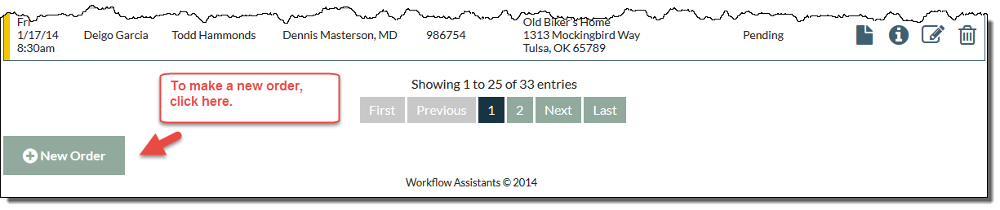 Fri
1/17/14
8:30am
Deigo Garcia
Todd Hammonds
Dennis Masterson, MD
986754
Old Biker's Home
1313 Mockingbird Way
Tulsa, OK 65789
Pending
To make a new order,
click here.
Showing 1 to 25 of 33 entries
First Previous 1 2 Next Last
New Order
Workflow Assistants © 2014